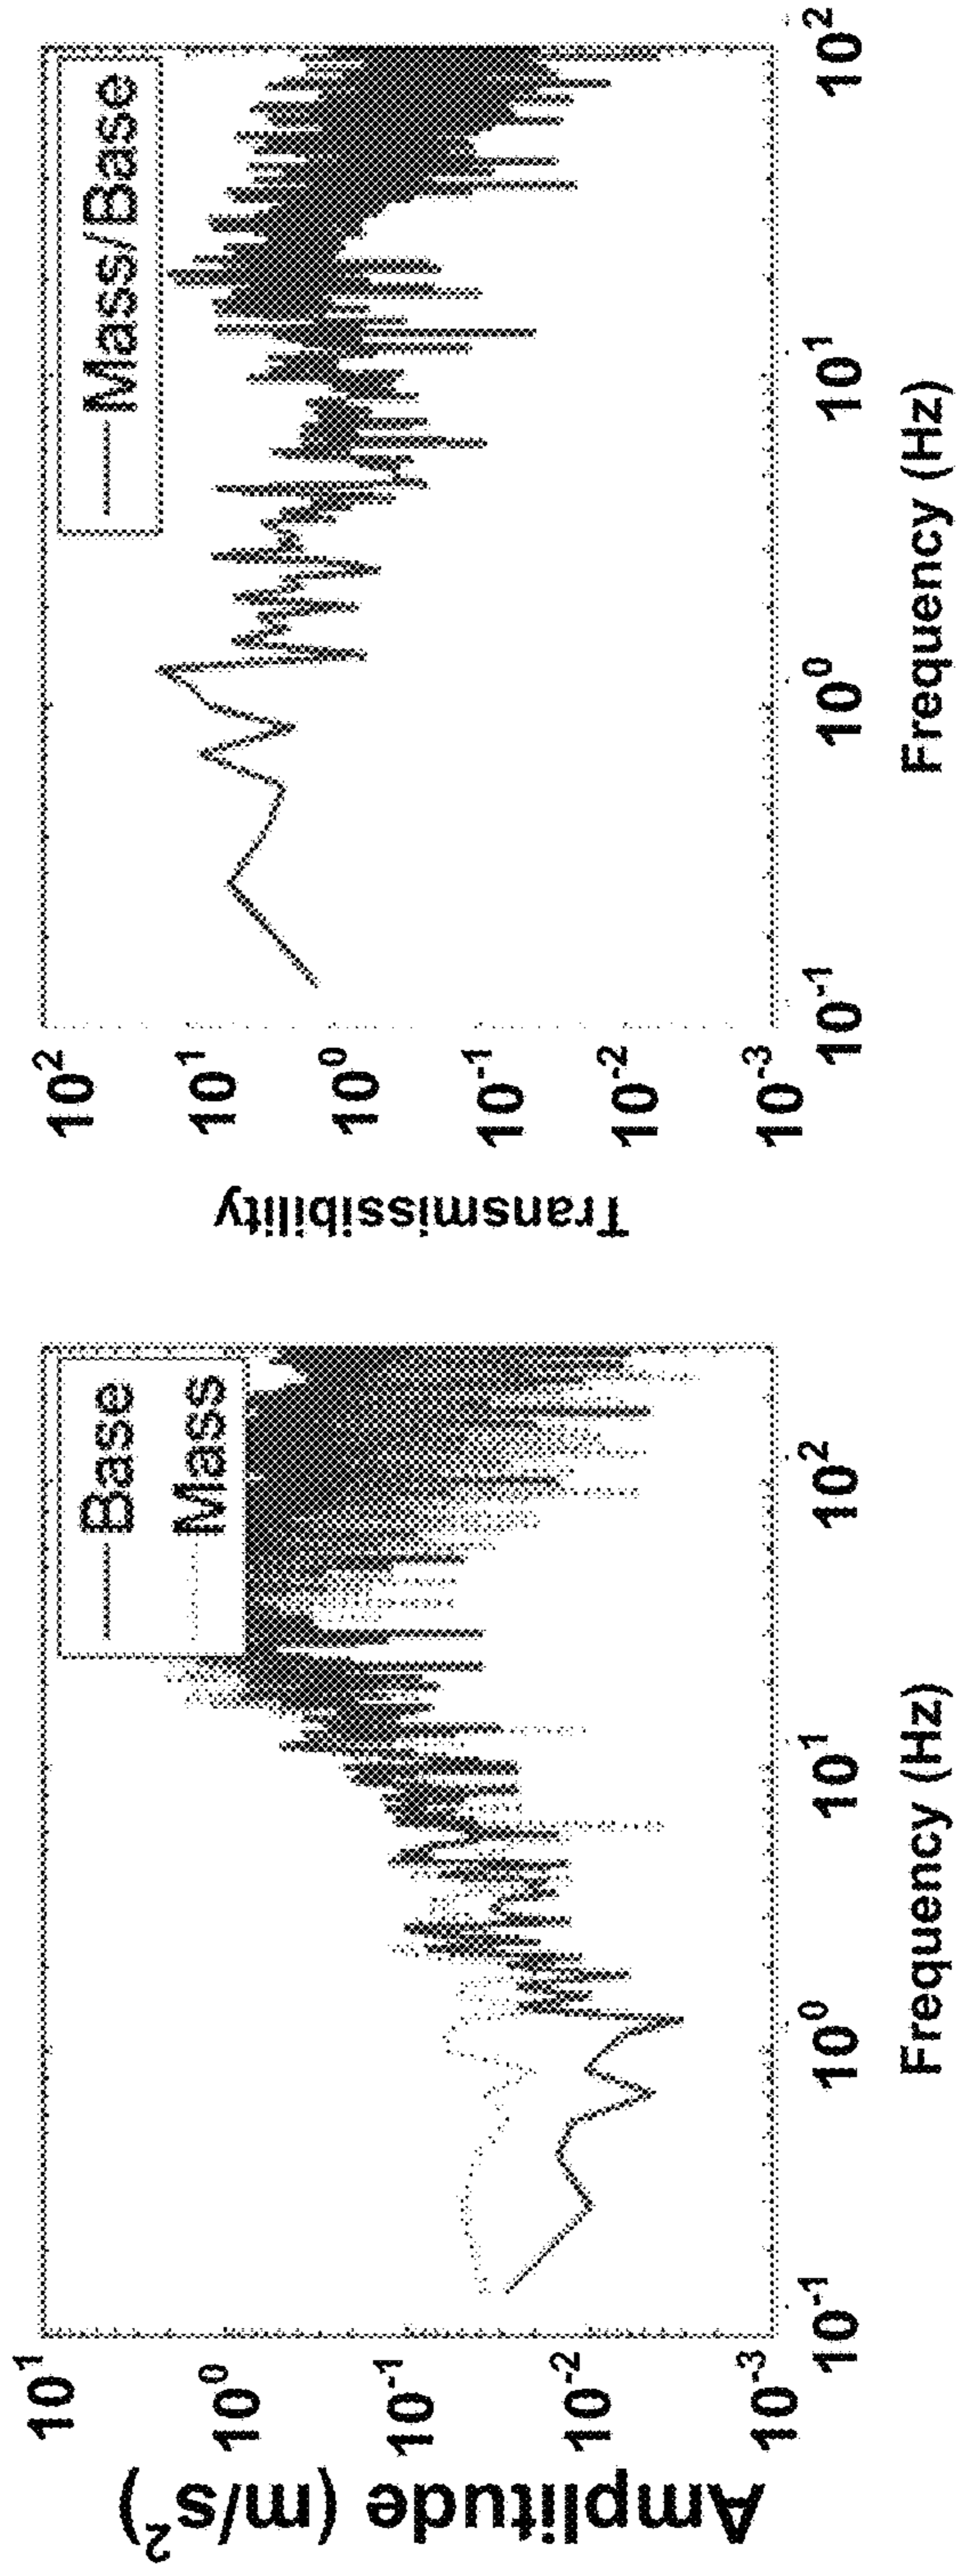 Amplitude (m/s²)
10¹
10⁰
10⁻¹
10⁻²
10⁻³
Base
Mass
10⁻¹
10⁰
10¹
10²
Frequency (Hz)
Transmissibility
10²
10¹
10⁰
10⁻¹
10⁻²
10⁻³
Mass/Base
10⁻¹
10⁰
10¹
10²
Frequency (Hz)